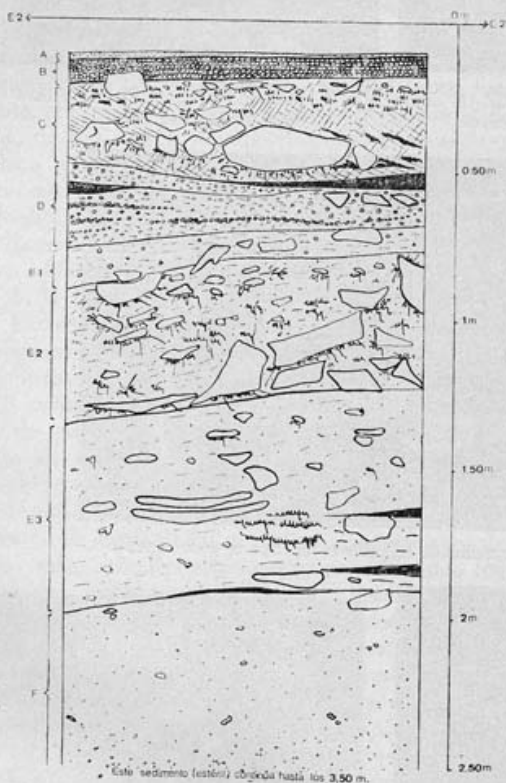 E2 0m E2
A
B
C
0.50m
D
E1
1m
E2
1.50m
E3
2m
F
2.50m
Este sedimento (estéril) continúa hasta los 3.50 m.